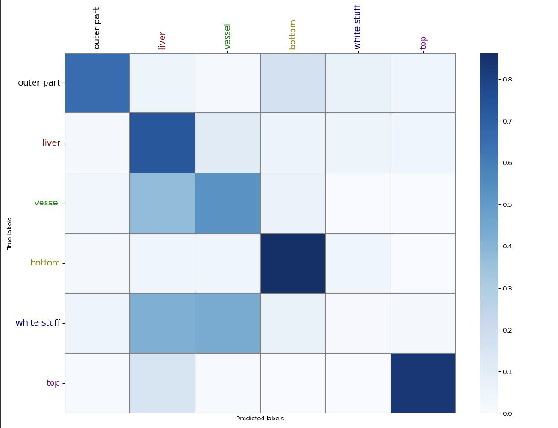 outer part
liver
vessel
bottom
white stuff
top
outer part
liver
vesse
bottom
white stuff
top
True labels
Predicted labels
0.8
0.7
0.6
0.5
0.4
0.3
0.2
0.1
0.0